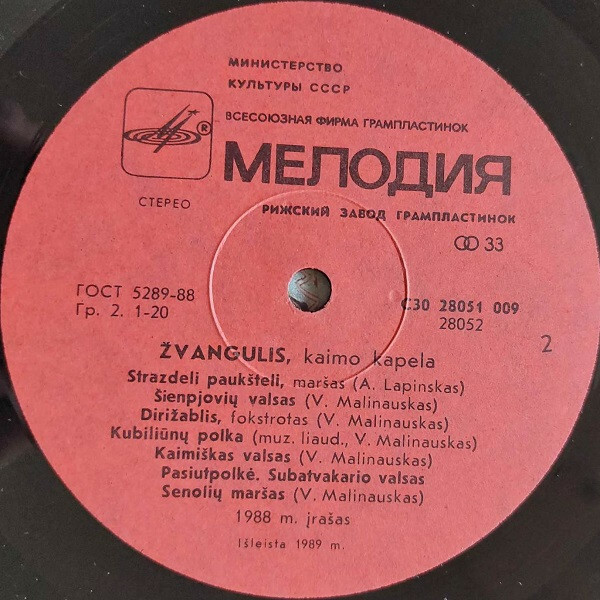 МИНИСТЕРСТВО
КУЛЬТУРЫ СССР
ВСЕСОЮЗНАЯ ФИРМА ГРАМПЛАСТИНОК
®
МЕЛОДИЯ
СТЕРЕО
РИЖСКИЙ ЗАВОД ГРАМПЛАСТИНОК
33
ГОСТ 5289-88
Гр. 2. 1-20
С30 28051 009
28052
2
ŽVANGULIS, kaimo kapela
Strazdeli paukšteli, maršas (A. Lapinskas)
Šienpjovių valsas (V. Malinauskas)
Dirižablis, fokstrotas (V. Malinauskas)
Kubiliūnų polka (muz. liaud., V. Malinauskas)
Kaimiškas valsas (V. Malinauskas)
Pasiutpolkė. Subatvakario valsas
Senolių maršas (V. Malinauskas)
1988 m. įrašas
Išleista 1989 m.